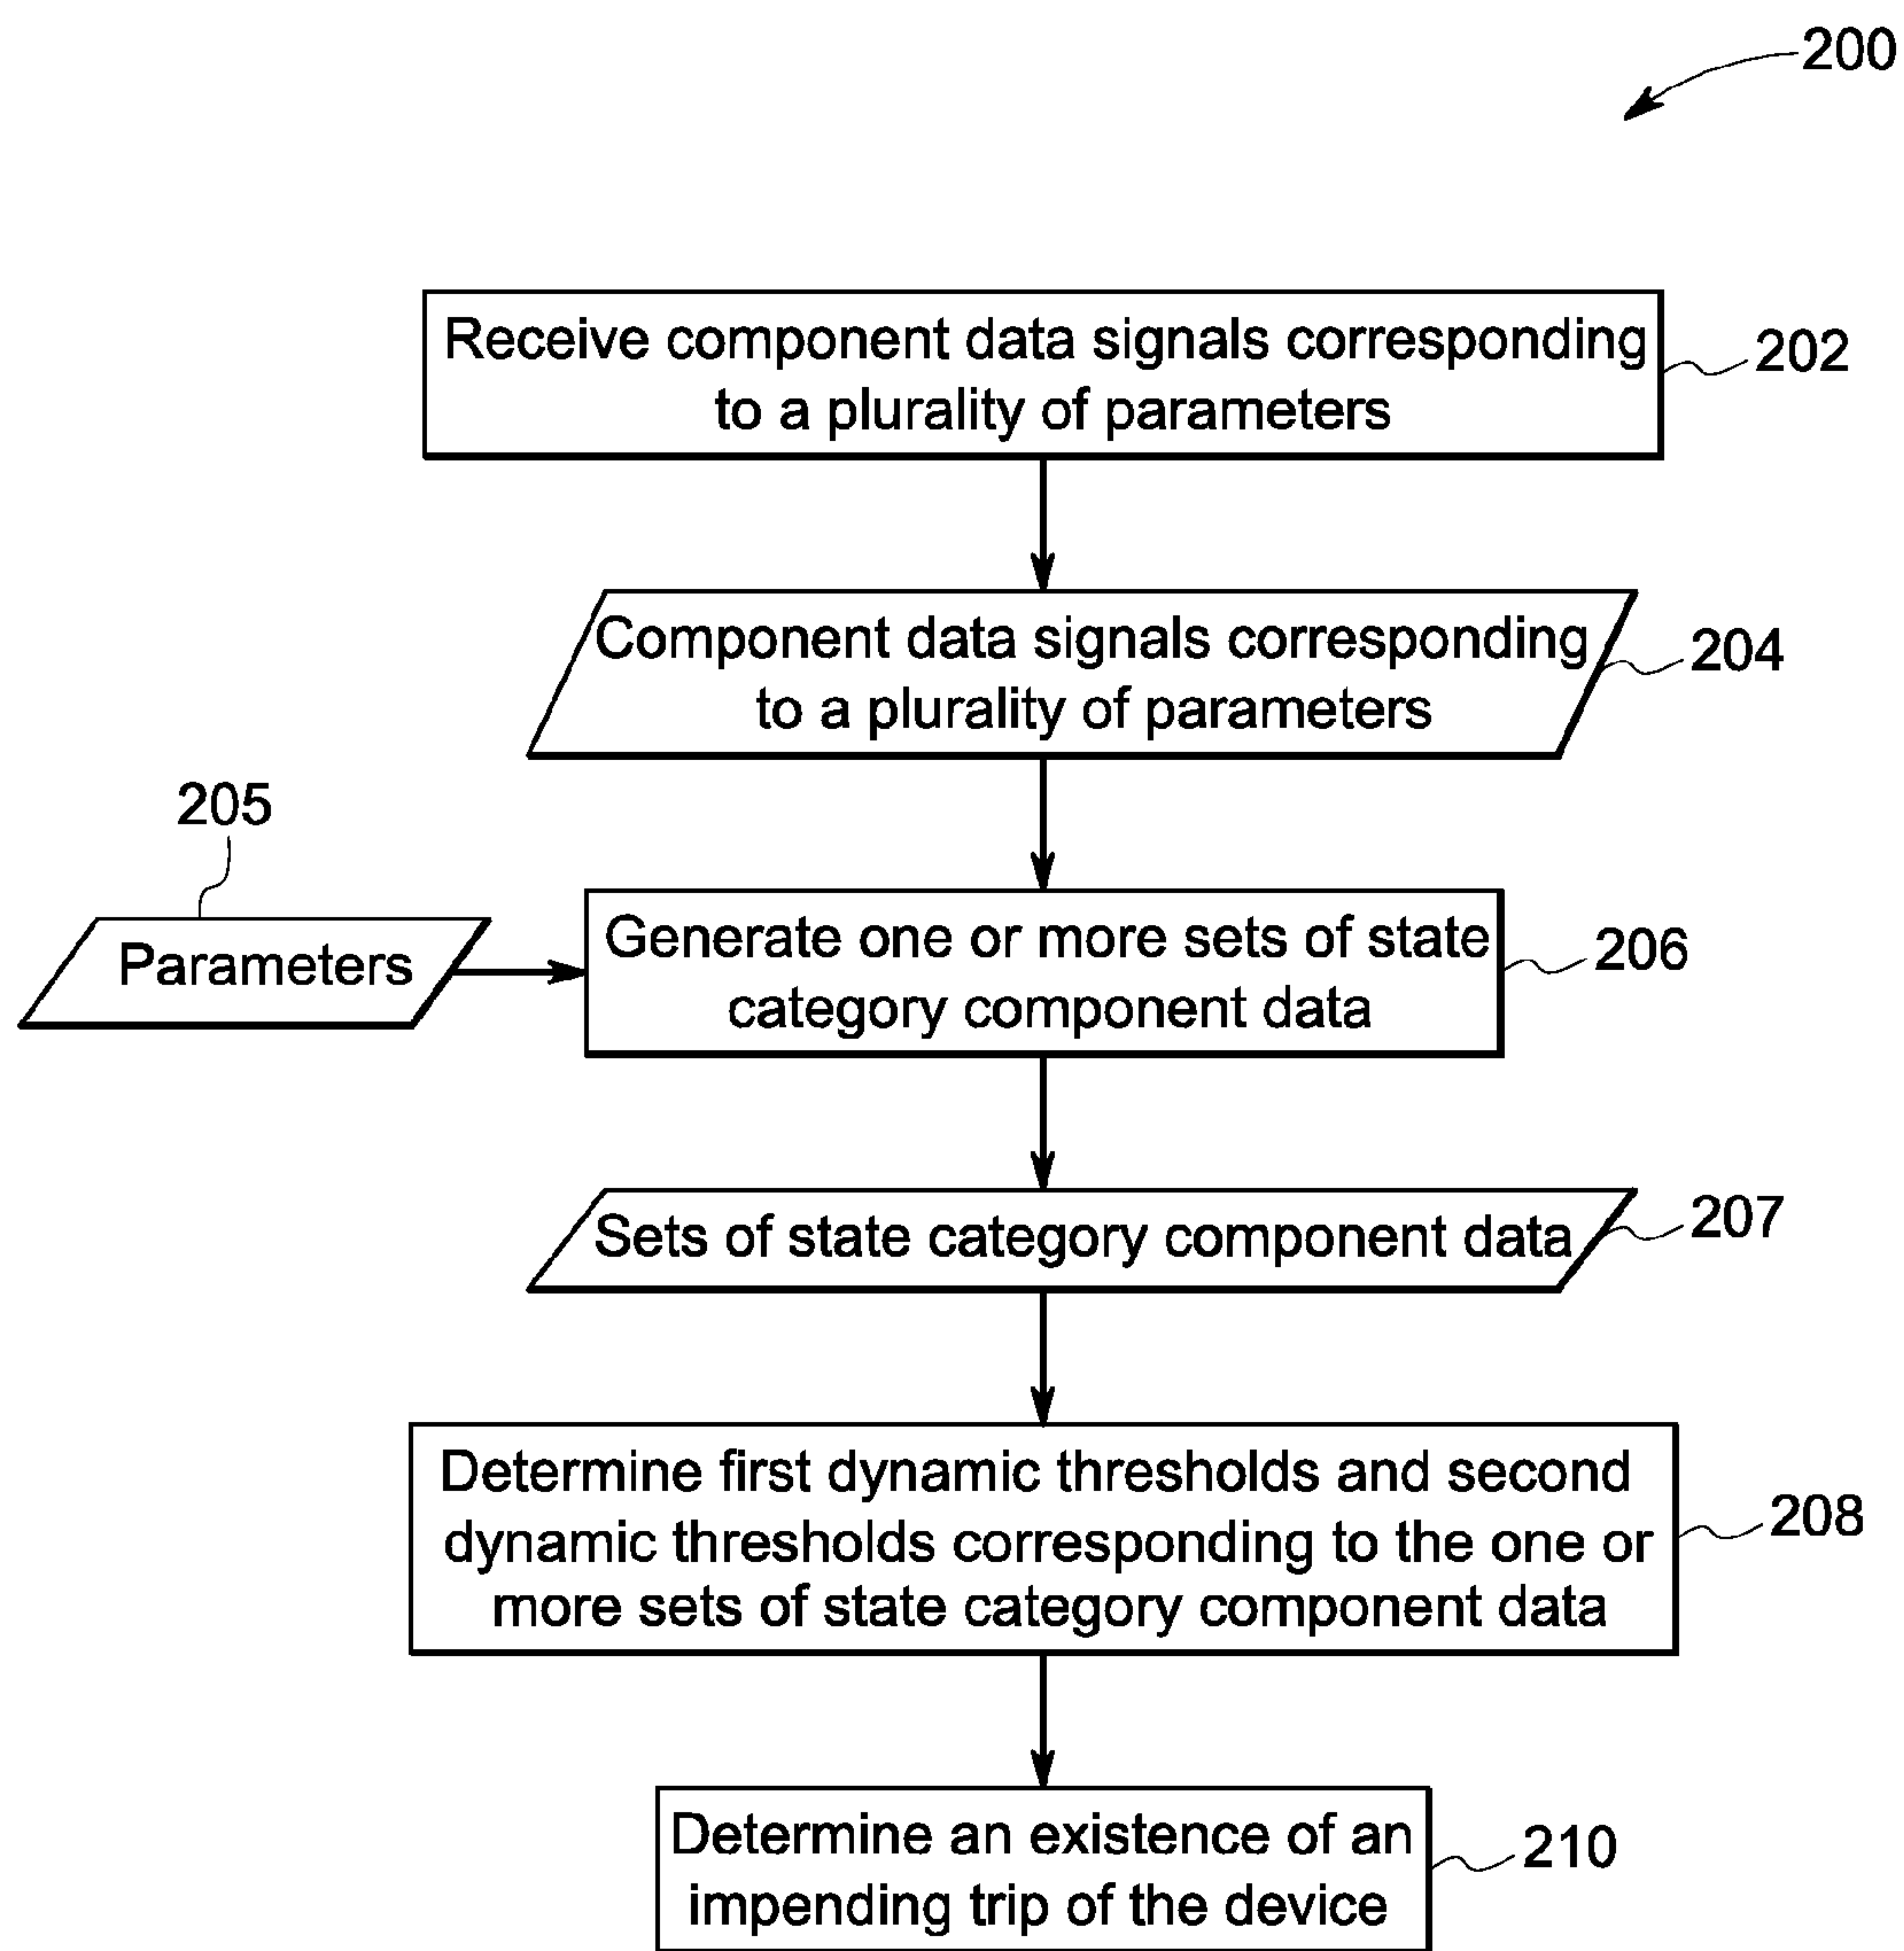 200
Receive component data signals corresponding
to a plurality of parameters
202
Component data signals corresponding
to a plurality of parameters
204
205
Parameters
Generate one or more sets of state
category component data
206
Sets of state category component data
207
Determine first dynamic thresholds and second
dynamic thresholds corresponding to the one or
more sets of state category component data
208
Determine an existence of an
impending trip of the device
210